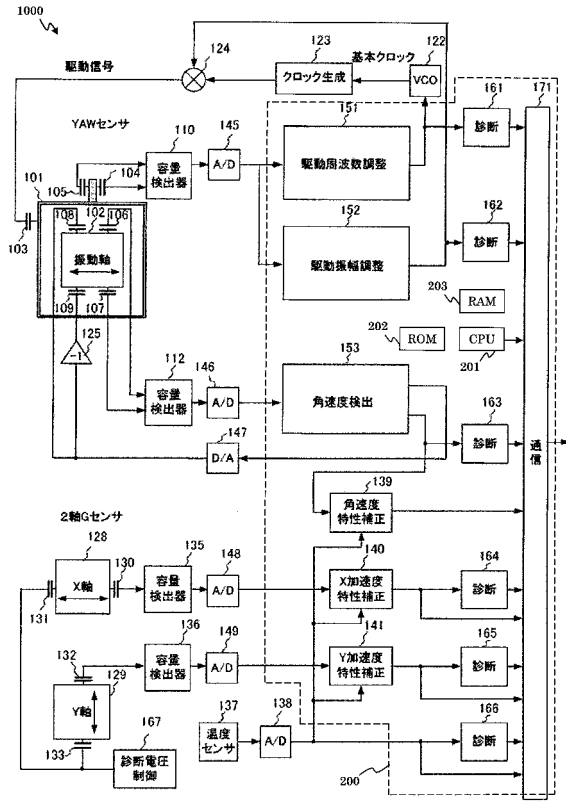 1000
124
123
基本クロック
122
駆動信号
クロック生成
VCO
161
171
YAWセンサ
151
診断
110
145
104
容量
検出器
A/D
駆動周波数調整
101
105
162
108
102
106
152
診断
103
振動軸
駆動振幅調整
203
RAM
109
107
202
125
ROM
CPU
-1
112
146
153
201
容量
検出器
A/D
角速度検出
163
147
診断
通信
D/A
139
2軸Gセンサ
角速度
特性補正
128
135
148
140
164
X軸
130
容量
検出器
A/D
X加速度
特性補正
診断
131
136
149
141
165
132
129
容量
検出器
A/D
Y加速度
特性補正
診断
Y軸
167
137
138
166
133
診断電圧
制御
温度
センサ
A/D
診断
200